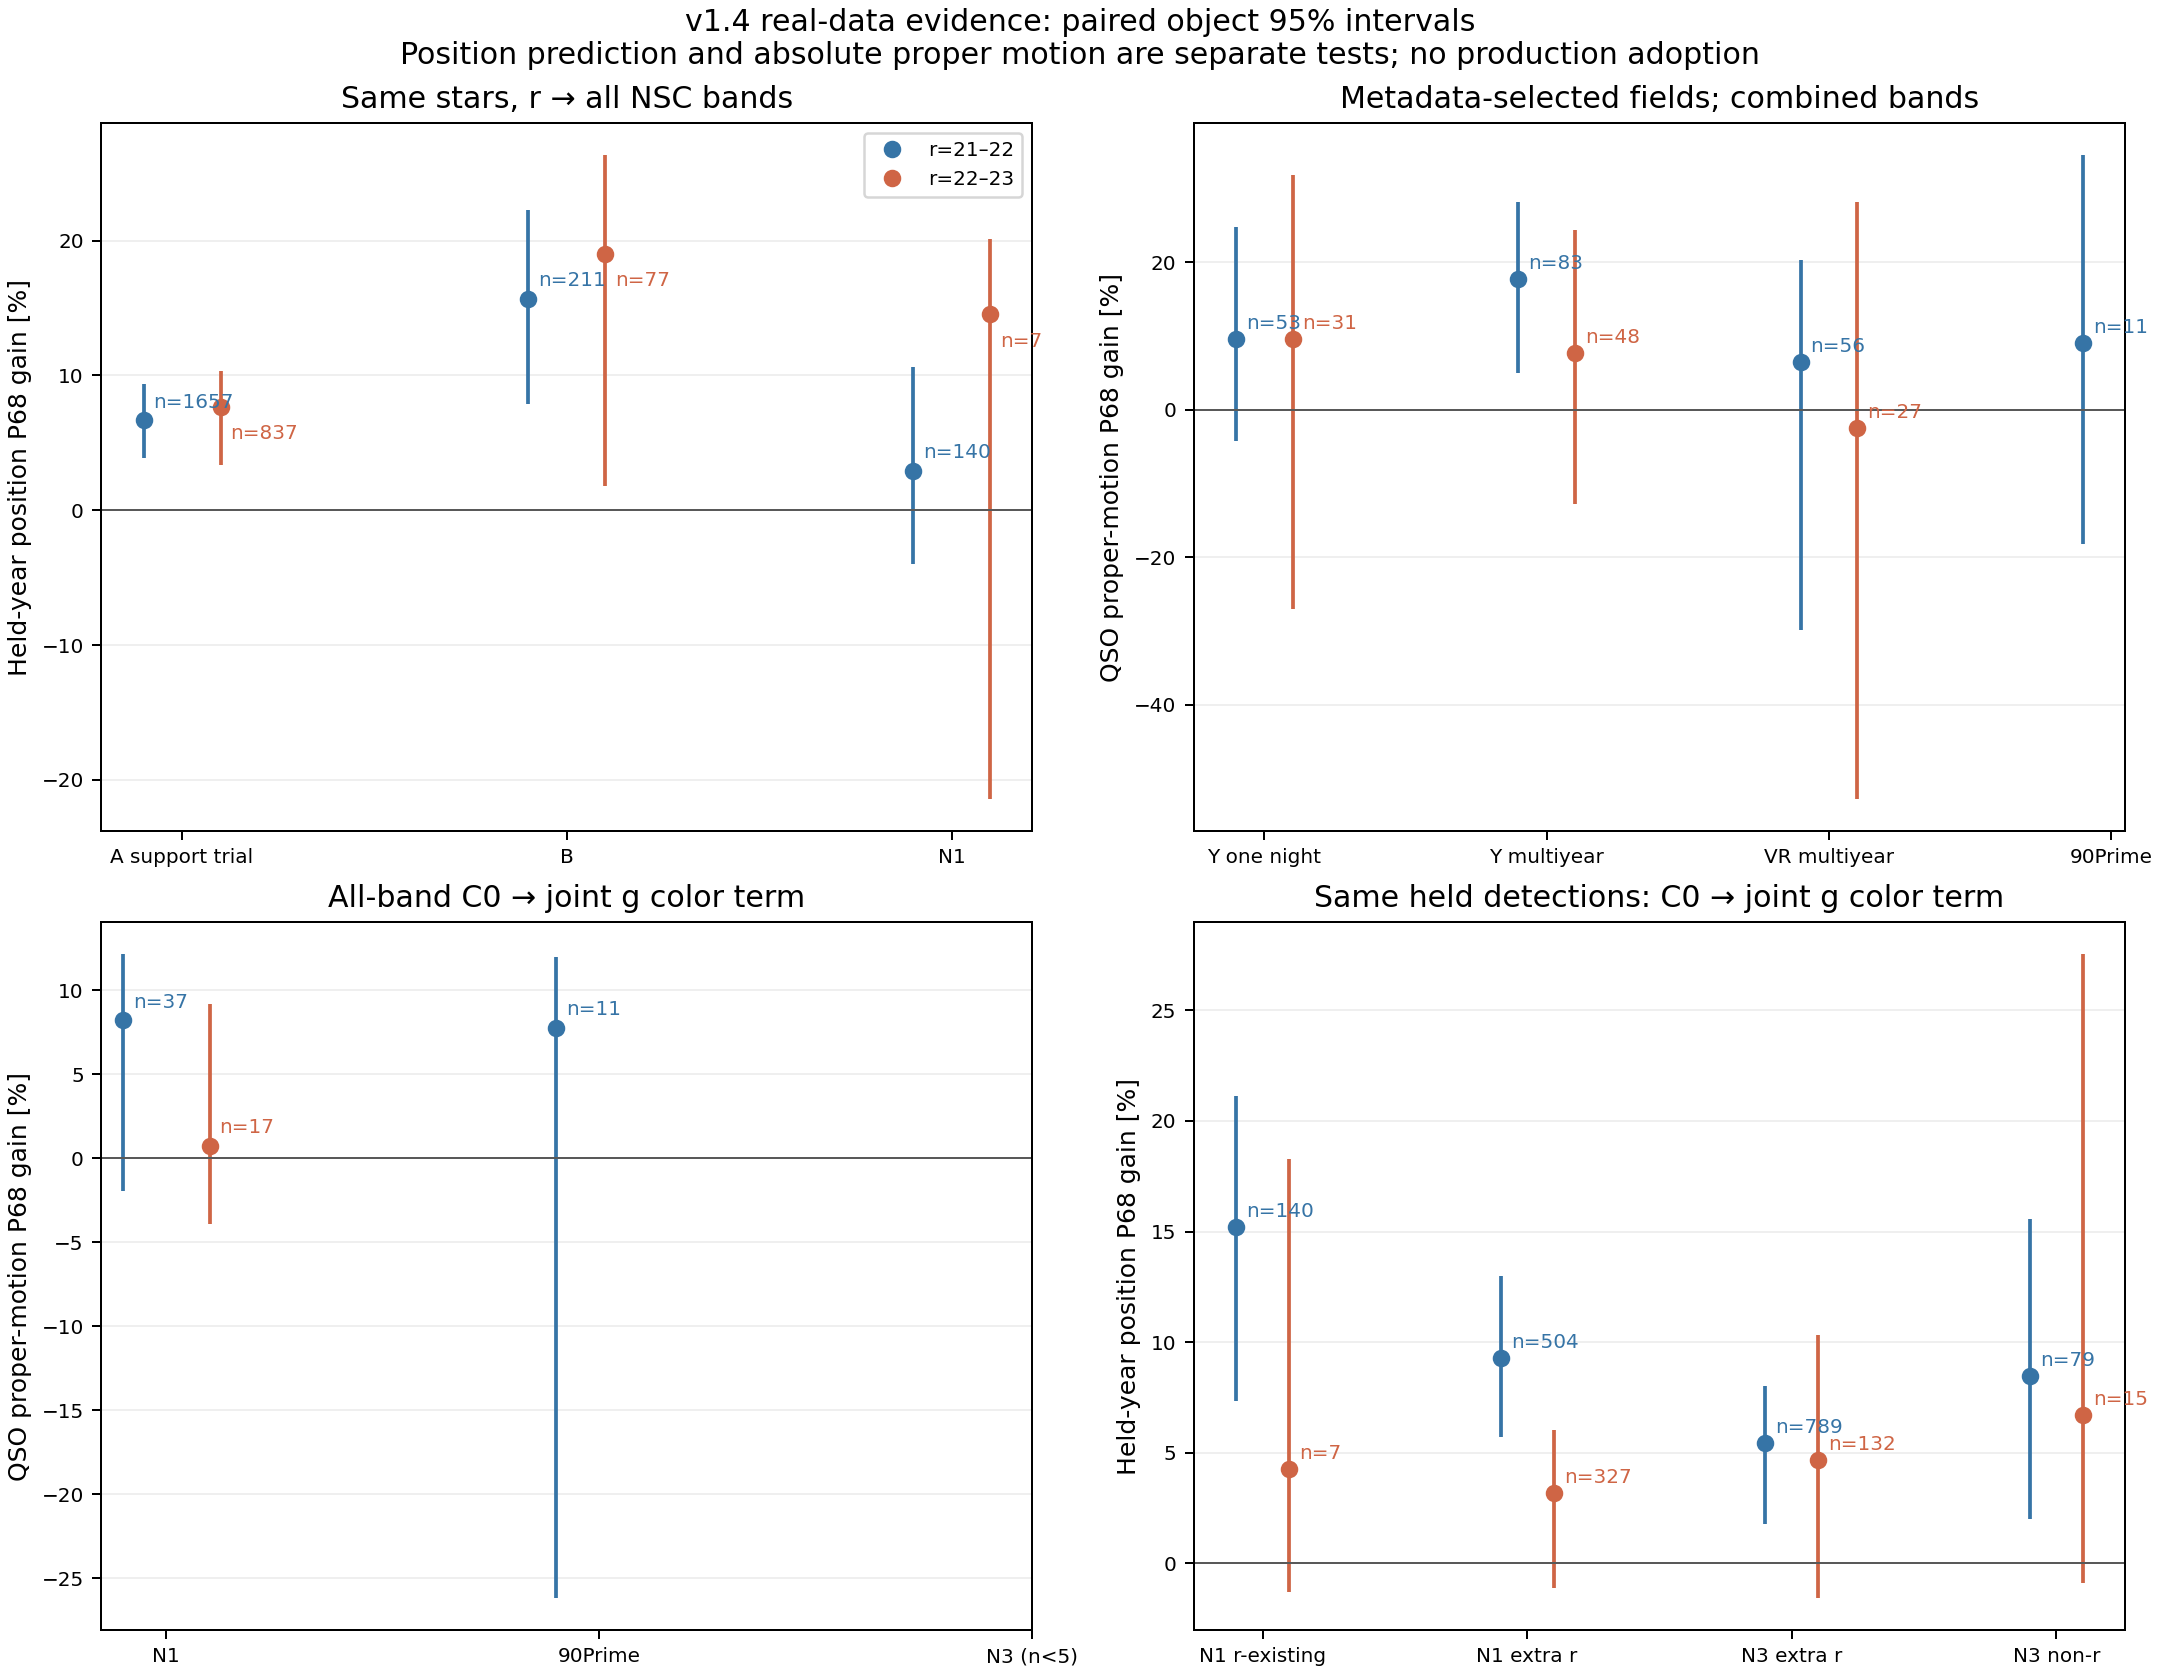 v1.4 real-data evidence: paired object 95% intervals
Position prediction and absolute proper motion are separate tests; no production adoption
Same stars, r → all NSC bands
Held-year position P68 gain [%]
20
10
0
−10
−20
r=21–22
r=22–23
n=1657
n=837
n=211
n=77
n=140
n=7
A support trial
B
N1
Metadata-selected fields; combined bands
QSO proper-motion P68 gain [%]
20
0
−20
−40
n=53
n=31
n=83
n=48
n=56
n=27
n=11
Y one night
Y multiyear
VR multiyear
90Prime
All-band C0 → joint g color term
QSO proper-motion P68 gain [%]
10
5
0
−5
−10
−15
−20
−25
n=37
n=17
n=11
N1
90Prime
N3 (n<5)
Same held detections: C0 → joint g color term
Held-year position P68 gain [%]
25
20
15
10
5
0
n=140
n=7
n=504
n=327
n=789
n=132
n=79
n=15
N1 r-existing
N1 extra r
N3 extra r
N3 non-r